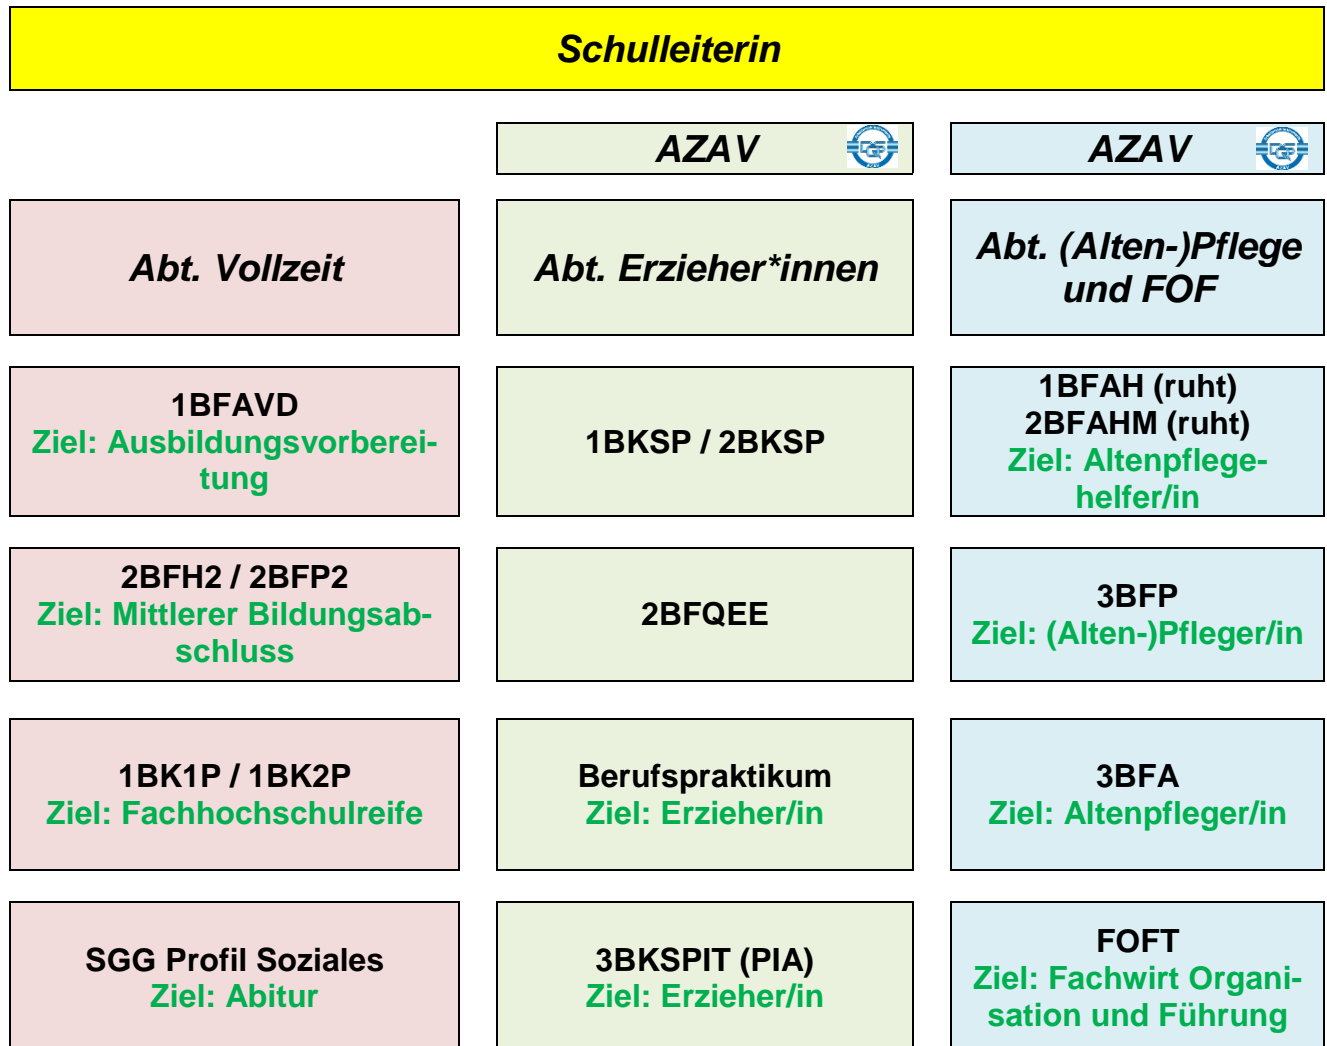 Schulleiterin
AZAV
AZAV
Abt. Vollzeit
Abt. Erzieher*innen
Abt. (Alten-)Pflege
und FOF
1BFAVD
Ziel: Ausbildungsvorberei-
tung
1BKSP / 2BKSP
1BFAH (ruht)
2BFAHM (ruht)
Ziel: Altenpflege-
helfer/in
2BFH2 / 2BFP2
Ziel: Mittlerer Bildungsab-
schluss
2BFQEE
3BFP
Ziel: (Alten-)Pfleger/in
1BK1P / 1BK2P
Ziel: Fachhochschulreife
Berufspraktikum
Ziel: Erzieher/in
3BFA
Ziel: Altenpfleger/in
SGG Profil Soziales
Ziel: Abitur
3BKSPIT (PIA)
Ziel: Erzieher/in
FOFT
Ziel: Fachwirt Organi-
sation und Führung